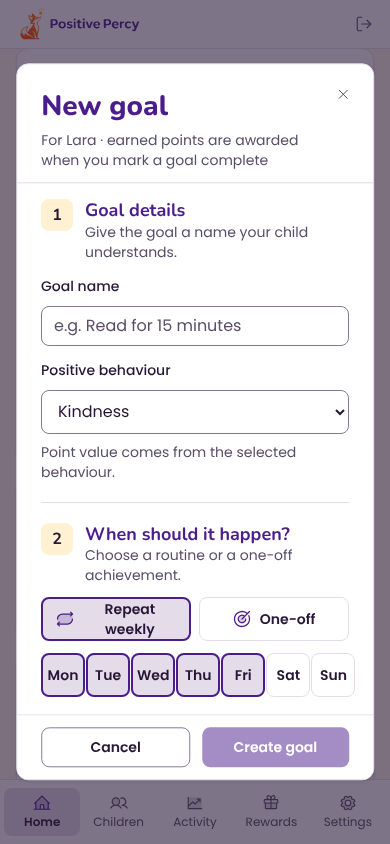 Positive Percy
New goal
For Lara · earned points are awarded
when you mark a goal complete
1
Goal details
Give the goal a name your child
understands.
Goal name
e.g. Read for 15 minutes
Positive behaviour
Kindness
Point value comes from the selected
behaviour.
2
When should it happen?
Choose a routine or a one-off
achievement.
Repeat
weekly
One-off
Mon Tue Wed Thu Fri Sat Sun
Cancel
Create goal
Home Children Activity Rewards Settings